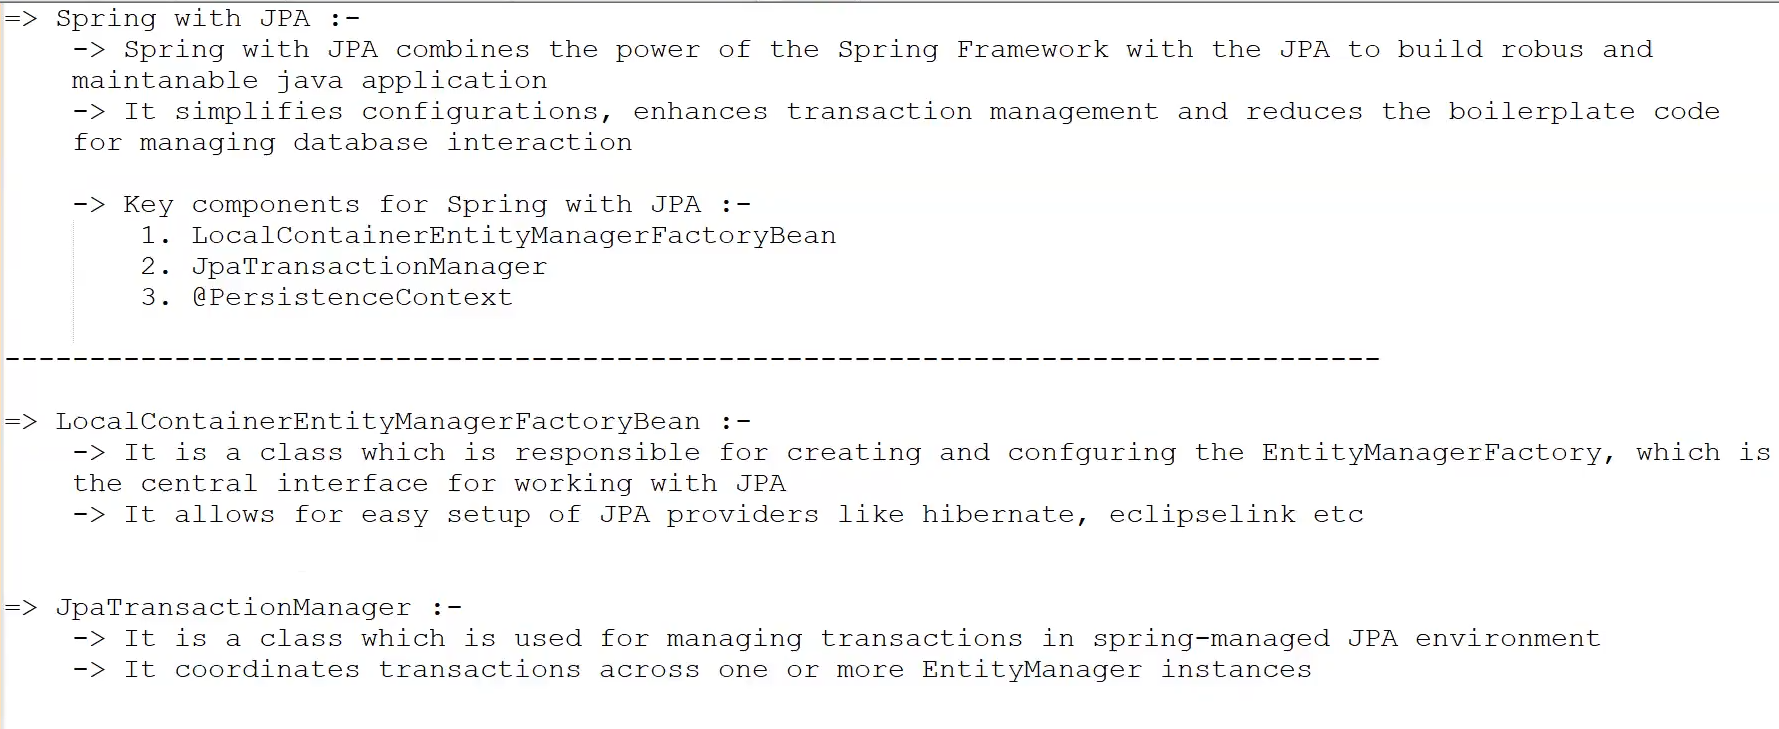 => Spring with JPA :-
-> Spring with JPA combines the power of the Spring Framework with the JPA to build robus and
maintanable java application
-> It simplifies configurations, enhances transaction management and reduces the boilerplate code
for managing database interaction
-> Key components for Spring with JPA :-
1. LocalContainerEntityManagerFactoryBean
2. JpaTransactionManager
3. @PersistenceContext
---------------------------------------------------------------------------------
=> LocalContainerEntityManagerFactoryBean :-
-> It is a class which is responsible for creating and confguring the EntityManagerFactory, which is
the central interface for working with JPA
-> It allows for easy setup of JPA providers like hibernate, eclipselink etc
=> JpaTransactionManager :-
-> It is a class which is used for managing transactions in spring-managed JPA environment
-> It coordinates transactions across one or more EntityManager instances